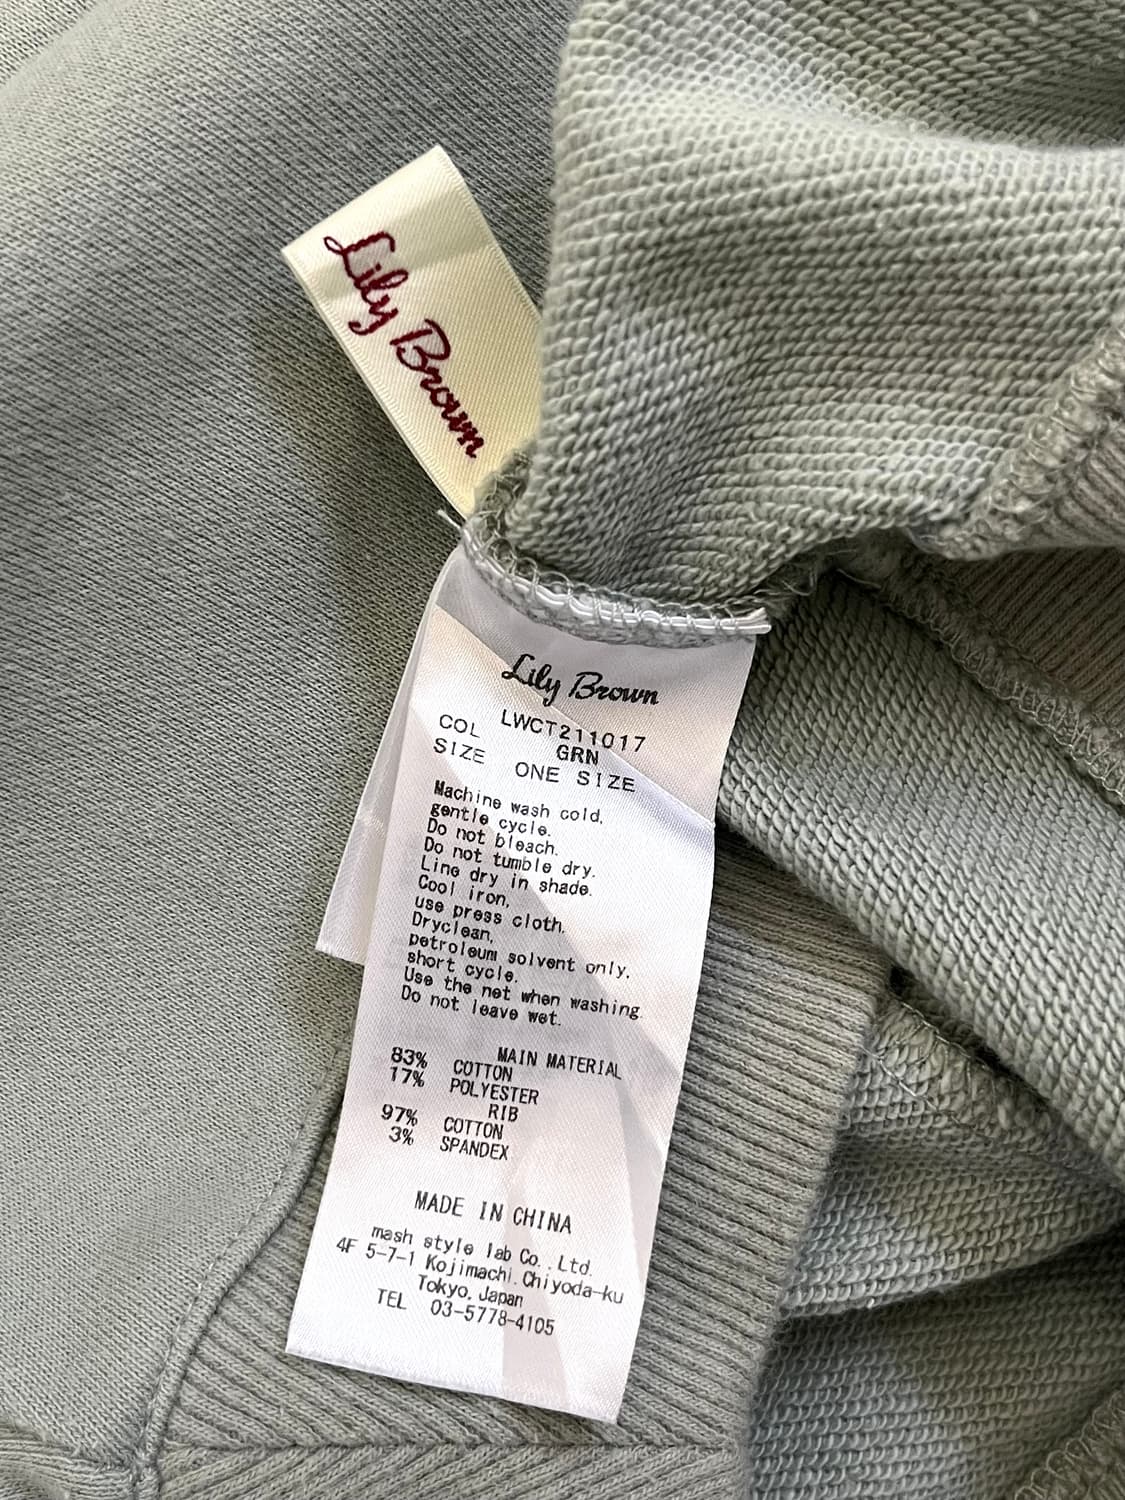 Lily Brown
Lily Brown
LWCT211017
COL GRN
SIZE ONE SIZE
Machine wash cold,
gentle cycle.
Do not bleach.
Do not tumble dry.
Line dry in shade.
Cool iron,
use press cloth.
Dryclean,
petroleum solvent only,
short cycle.
Use the net when washing.
Do not leave wet.
MAIN MATERIAL
83% COTTON
17% POLYESTER
RIB
97% COTTON
3% SPANDEX
MADE IN CHINA
mash style lab Co., Ltd.
4F 5-7-1 Kojimachi, Chiyoda-ku
Tokyo, Japan
TEL 03-5778-4105